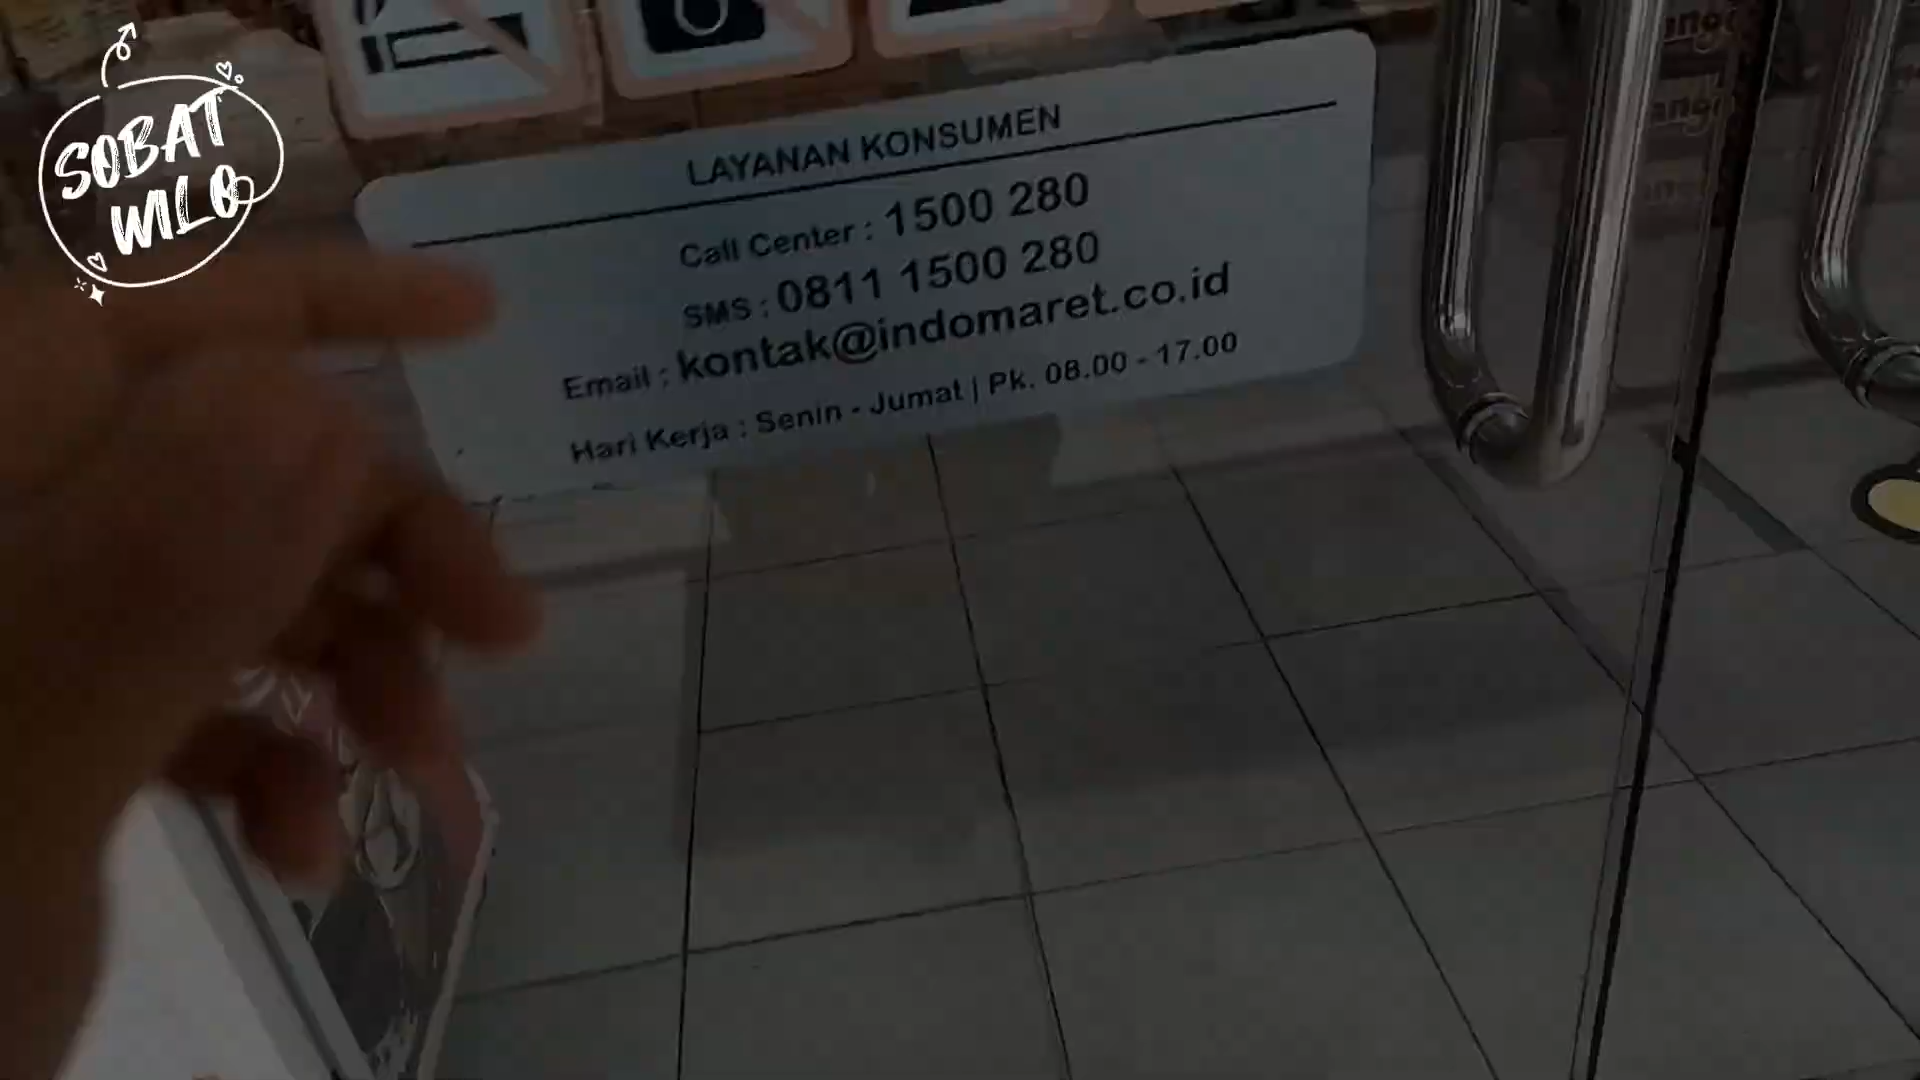 SOBAT
WILO
LAYANAN KONSUMEN
Call Center : 1500 280
SMS : 0811 1500 280
Email : kontak@indomaret.co.id
Hari Kerja : Senin - Jumat | Pk. 08.00 - 17.00